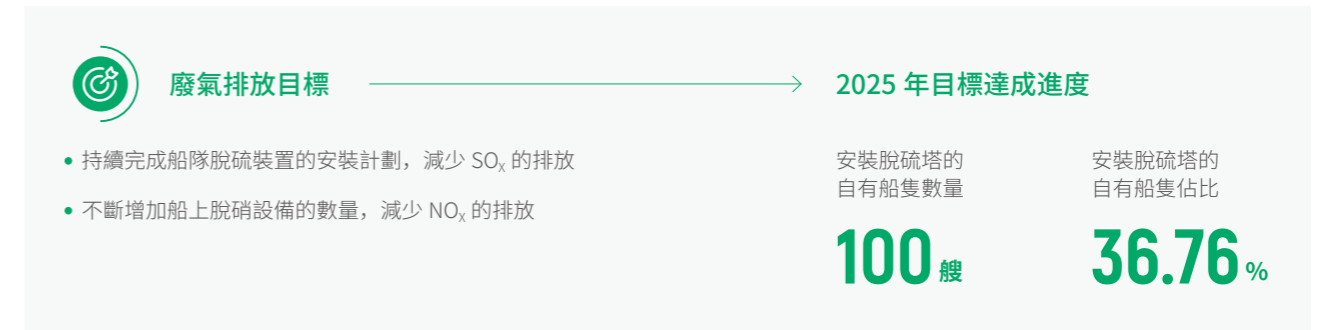 廢氣排放目標
2025 年目標達成進度
• 持續完成船隊脫硫裝置的安裝計劃，減少 SOx 的排放
• 不斷增加船上脫硝設備的數量，減少 NOx 的排放
安裝脫硫塔的
自有船隻數量
100 艘
安裝脫硫塔的
自有船隻佔比
36.76 %